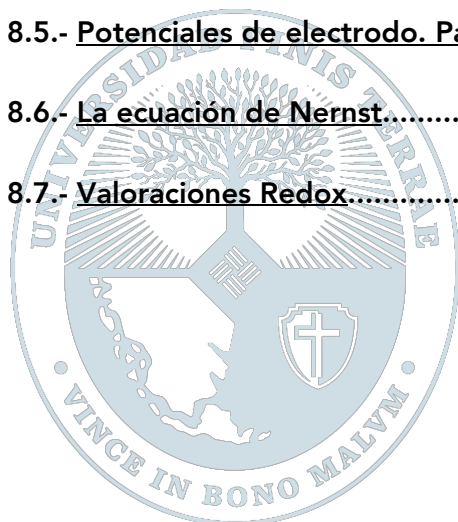 8.5.- Potenciales de electrodo. Pa
8.6.- La ecuación de Nernst.........
8.7.- Valoraciones Redox..............
UNIVERSIDAD FINIS TERRAE
VINCE IN BONO MALVM